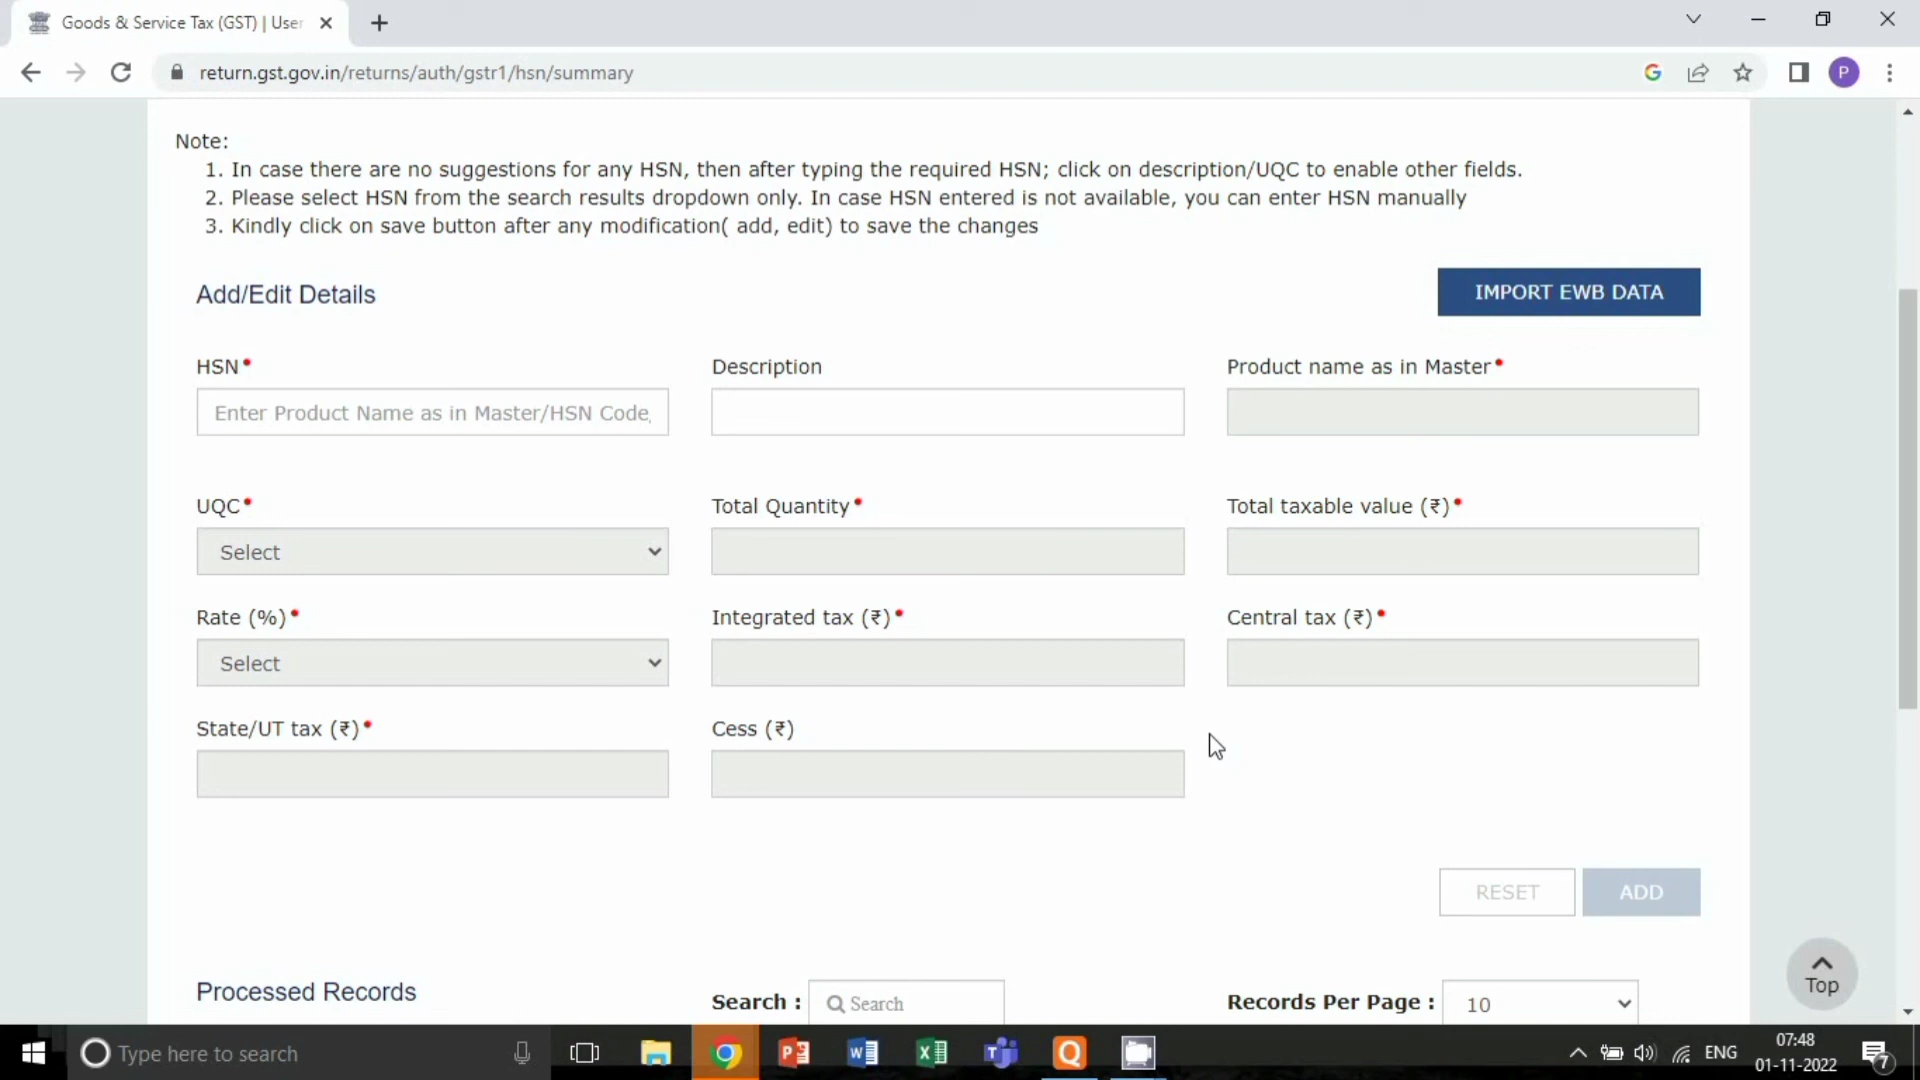 Goods & Service Tax (GST) | User
return.gst.gov.in/returns/auth/gstr1/hsn/summary
P
Note:
1. In case there are no suggestions for any HSN, then after typing the required HSN; click on description/UQC to enable other fields.
2. Please select HSN from the search results dropdown only. In case HSN entered is not available, you can enter HSN manually
3. Kindly click on save button after any modification( add, edit) to save the changes
Add/Edit Details
IMPORT EWB DATA
HSN•
Description
Product name as in Master•
Enter Product Name as in Master/HSN Code,
UQC•
Total Quantity•
Total taxable value (₹)•
Select
Rate (%)•
Integrated tax (₹)•
Central tax (₹)•
Select
State/UT tax (₹)•
Cess (₹)
RESET
ADD
Top
Processed Records
Search :
Search
Records Per Page :
10
Type here to search
ENG
07:48
01-11-2022
7